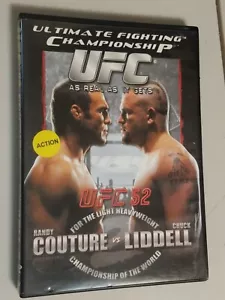 ULTIMATE FIGHTING
CHAMPIONSHIP
UFC
AS REAL AS IT GETS
ACTION
UFC 52
FOR THE LIGHT HEAVYWEIGHT
RANDY
CHUCK
COUTURE VS LIDDELL
CHAMPIONSHIP OF THE WORLD